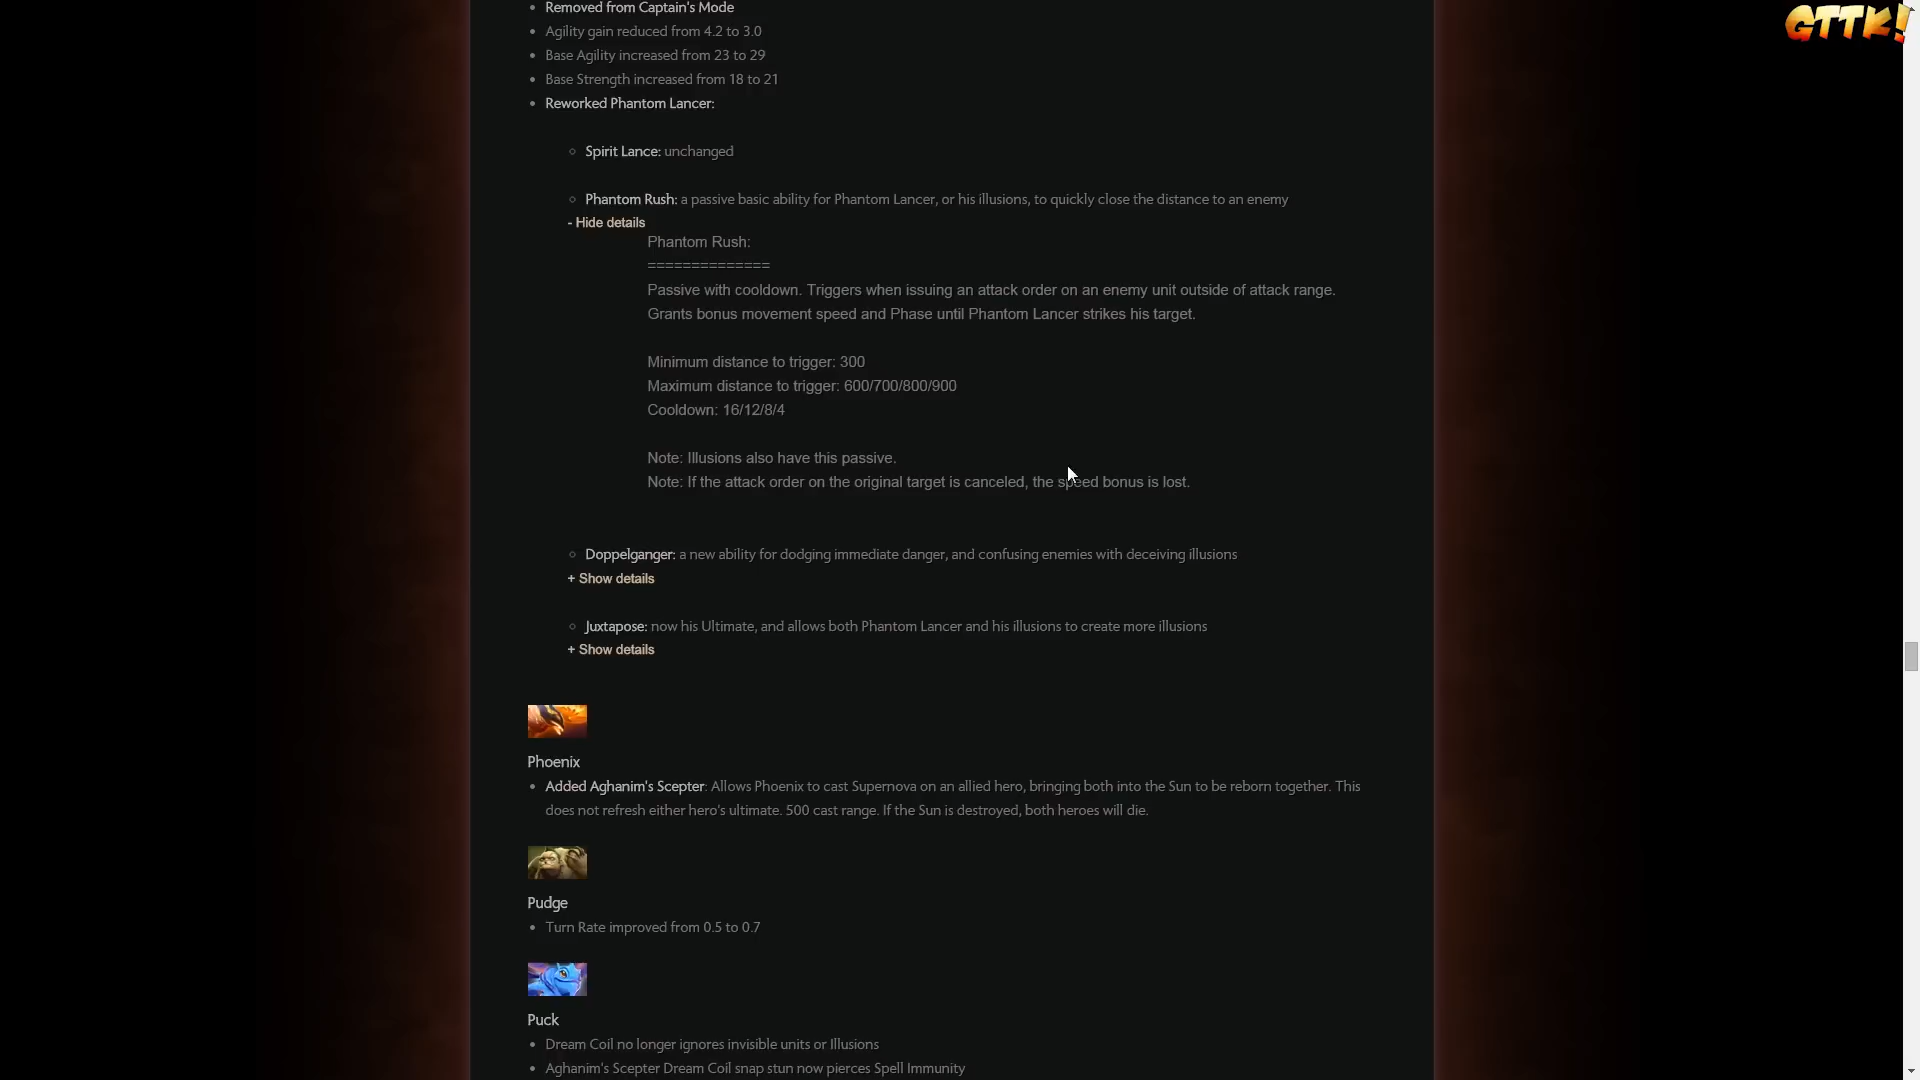 GTTK!
Removed from Captain's Mode
Agility gain reduced from 4.2 to 3.0
Base Agility increased from 23 to 29
Base Strength increased from 18 to 21
Reworked Phantom Lancer:
Spirit Lance: unchanged
Phantom Rush: a passive basic ability for Phantom Lancer, or his illusions, to quickly close the distance to an enemy
- Hide details
Phantom Rush:
==============
Passive with cooldown. Triggers when issuing an attack order on an enemy unit outside of attack range.
Grants bonus movement speed and Phase until Phantom Lancer strikes his target.
Minimum distance to trigger: 300
Maximum distance to trigger: 600/700/800/900
Cooldown: 16/12/8/4
Note: Illusions also have this passive.
Note: If the attack order on the original target is canceled, the speed bonus is lost.
Doppelganger: a new ability for dodging immediate danger, and confusing enemies with deceiving illusions
+ Show details
Juxtapose: now his Ultimate, and allows both Phantom Lancer and his illusions to create more illusions
+ Show details
Phoenix
Added Aghanim's Scepter: Allows Phoenix to cast Supernova on an allied hero, bringing both into the Sun to be reborn together. This
does not refresh either hero's ultimate. 500 cast range. If the Sun is destroyed, both heroes will die.
Pudge
Turn Rate improved from 0.5 to 0.7
Puck
Dream Coil no longer ignores invisible units or Illusions
Aghanim's Scepter Dream Coil snap stun now pierces Spell Immunity